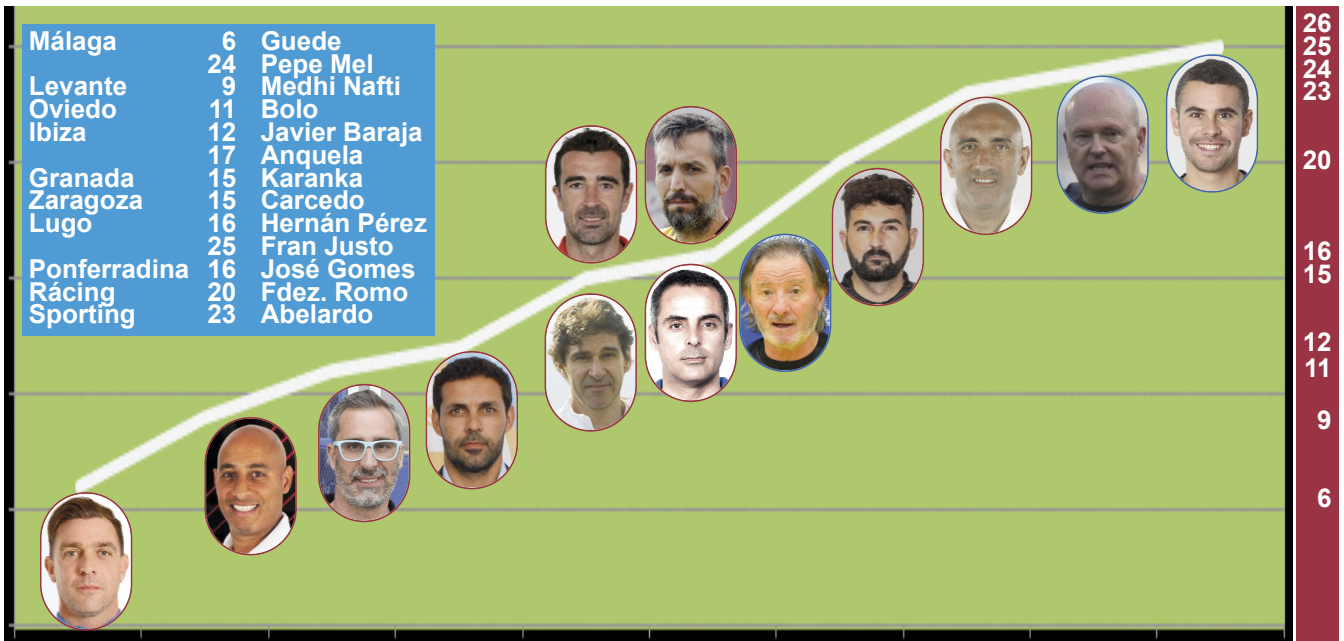 Málaga 6 Guede
24 Pepe Mel
Levante 9 Medhi Nafti
Oviedo 11 Bolo
Ibiza 12 Javier Baraja
17 Anquela
Granada 15 Karanka
Zaragoza 15 Carcedo
Lugo 16 Hernán Pérez
25 Fran Justo
Ponferradina 16 José Gomes
Rácing 20 Fdez. Romo
Sporting 23 Abelardo
26
25
24
23
20
16
15
12
11
9
6